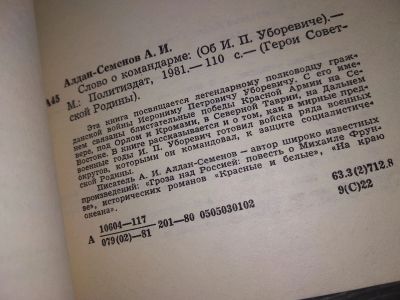 Алдан-Семенов А. И.
А45 Слово о командарме: (Об И. П. Уборевиче).—
М.: Политиздат, 1981.— 110 с.— (Герои Совет-
ской Родины).
Эта книга посвящается легендарному полководцу граж-
данской войны Иерониму Петровичу Уборевичу. С его име-
нем связаны блистательные победы Красной Армии на Се-
вере, под Орлом и Кромами, в Северной Таврии, на Дальнем
Востоке. В книге рассказывается и о том, как в мирные пред-
военные годы И. П. Уборевич готовил войска ряда военных
округов, которыми он командовал, к защите социалистиче-
ской Родины.
Писатель А. И. Алдан-Семенов — автор широко известных
произведений: «Гроза над Россией: повесть о Михаиле Фрун-
зе», исторических романов «Красные и белые», «На краю
океана».
А 10604—117 / 079(02)—81 201—80 0505030102
63.3(2)712.8
9(С)22